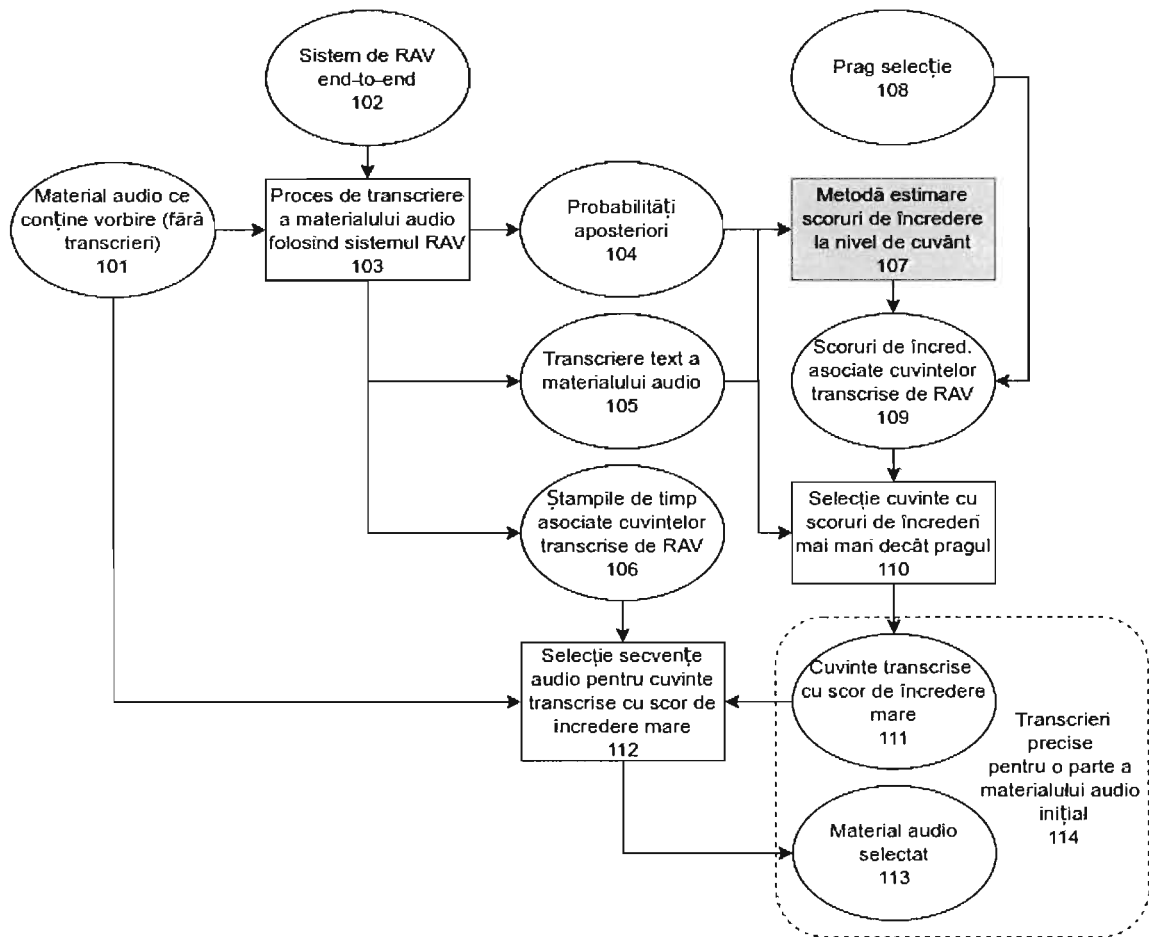 Sistem de RAV
end-to-end
102
Prag selecție
108
Material audio ce
conține vorbire (fără
transcrieri)
101
Proces de transcriere
a materialului audio
folosind sistemul RAV
103
Probabilități
aposteriori
104
Metodă estimare
scoruri de încredere
la nivel de cuvânt
107
Transcriere text a
materialului audio
105
Scoruri de încred.
asociate cuvintelor
transcrise de RAV
109
Ștampile de timp
asociate cuvintelor
transcrise de RAV
106
Selecție cuvinte cu
scoruri de încrederi
mai mari decât pragul
110
Selecție secvențe
audio pentru cuvinte
transcrise cu scor de
încredere mare
112
Cuvinte transcrise
cu scor de încredere
mare
111
Transcrieri
precise
pentru o parte a
materialului audio
inițial
114
Material audio
selectat
113